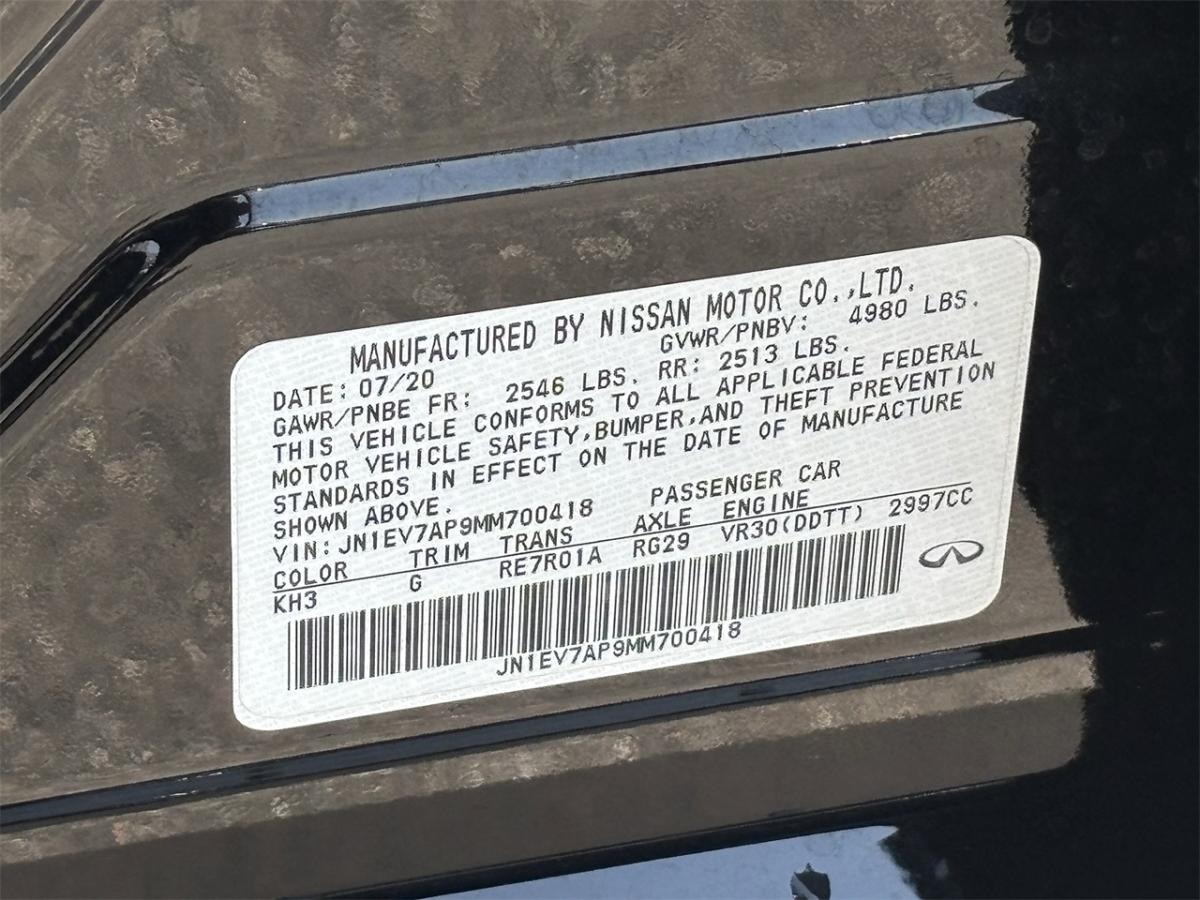 MANUFACTURED BY NISSAN MOTOR CO.,LTD.
DATE: 07/20 GVWR/PNBV: 4980 LBS.
GAWR/PNBE FR: 2546 LBS. RR: 2513 LBS.
THIS VEHICLE CONFORMS TO ALL APPLICABLE FEDERAL
MOTOR VEHICLE SAFETY,BUMPER,AND THEFT PREVENTION
STANDARDS IN EFFECT ON THE DATE OF MANUFACTURE
SHOWN ABOVE.
VIN:JN1EV7AP9MM700418 PASSENGER CAR
COLOR TRIM TRANS AXLE ENGINE
KH3 G RE7R01A RG29 VR30(DDTT) 2997CC
JN1EV7AP9MM700418